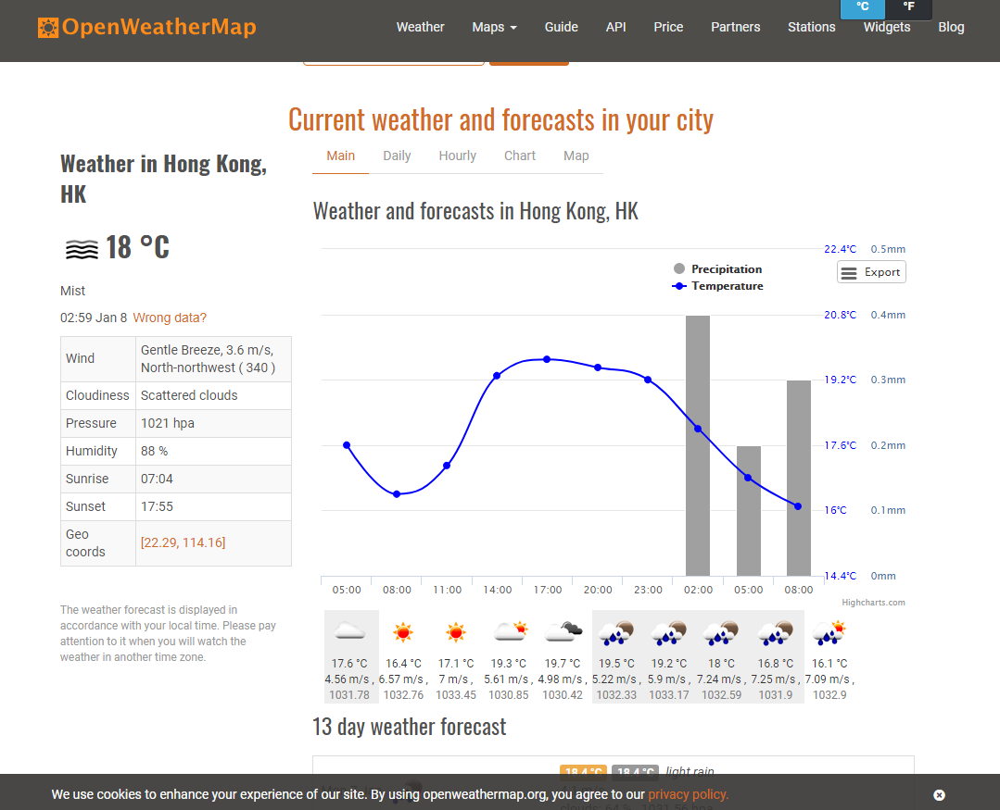 OpenWeatherMap
Weather Maps Guide API Price Partners Stations Widgets Blog
°C °F
Current weather and forecasts in your city
Weather in Hong Kong,
HK
18 °C
Mist
02:59 Jan 8 Wrong data?
Wind Gentle Breeze, 3.6 m/s,
North-northwest ( 340 )
Cloudiness Scattered clouds
Pressure 1021 hpa
Humidity 88 %
Sunrise 07:04
Sunset 17:55
Geo
coords [22.29, 114.16]
The weather forecast is displayed in
accordance with your local time. Please pay
attention to it when you will watch the
weather in another time zone.
Main Daily Hourly Chart Map
Weather and forecasts in Hong Kong, HK
22.4°C 0.5mm
Precipitation
Temperature
Export
20.8°C 0.4mm
19.2°C 0.3mm
17.6°C 0.2mm
16°C 0.1mm
14.4°C 0mm
05:00 08:00 11:00 14:00 17:00 20:00 23:00 02:00 05:00 08:00
Highcharts.com
17.6 °C 16.4 °C 17.1 °C 19.3 °C 19.7 °C 19.5 °C 19.2 °C 18 °C 16.8 °C 16.1 °C
4.56 m/s , 6.57 m/s , 7 m/s , 5.61 m/s , 4.98 m/s , 5.22 m/s , 5.9 m/s , 7.24 m/s , 7.25 m/s , 7.09 m/s ,
1031.78 1032.76 1033.45 1030.85 1030.42 1032.33 1033.17 1032.59 1031.9 1032.9
13 day weather forecast
18.4 °C 18.4 °C light rain
We use cookies to enhance your experience of our site. By using openweathermap.org, you agree to our privacy policy.